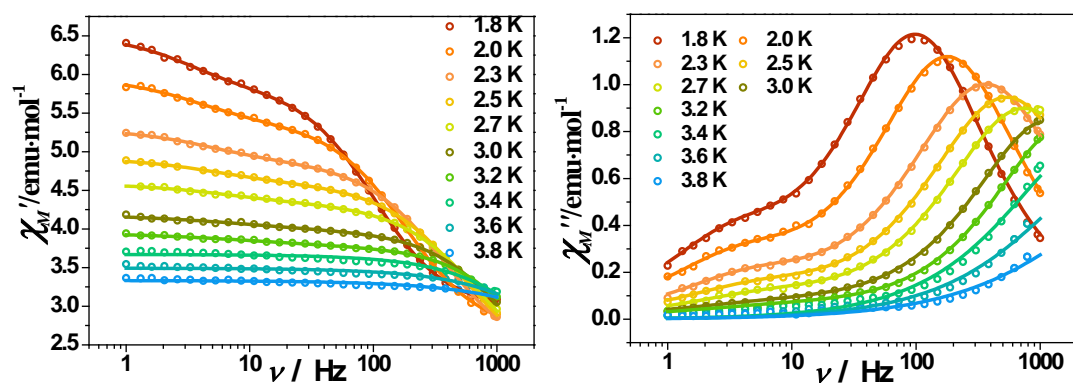 6.5
6.0
5.5
5.0
4.5
4.0
3.5
3.0
2.5
χM'/emu·mol⁻¹
1 10 100 1000
ν / Hz
1.8 K
2.0 K
2.3 K
2.5 K
2.7 K
3.0 K
3.2 K
3.4 K
3.6 K
3.8 K
1.2
1.0
0.8
0.6
0.4
0.2
0.0
χM''/emu·mol⁻¹
1 10 100 1000
ν / Hz
1.8 K 2.0 K
2.3 K 2.5 K
2.7 K 3.0 K
3.2 K
3.4 K
3.6 K
3.8 K